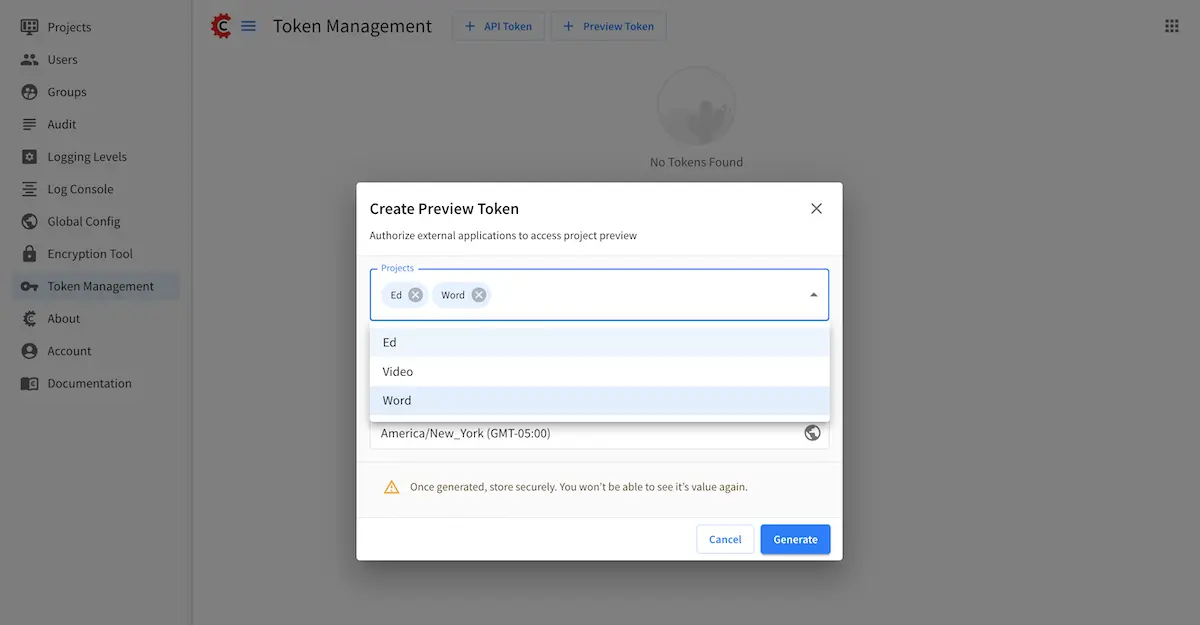 Projects
Users
Groups
Audit
Logging Levels
Log Console
Global Config
Encryption Tool
Token Management
About
Account
Documentation
Token Management
API Token
Preview Token
No Tokens Found
Create Preview Token
Authorize external applications to access project preview
Projects
Ed
Word
Ed
Video
Word
America/New_York (GMT-05:00)
Once generated, store securely. You won't be able to see it's value again.
Cancel
Generate